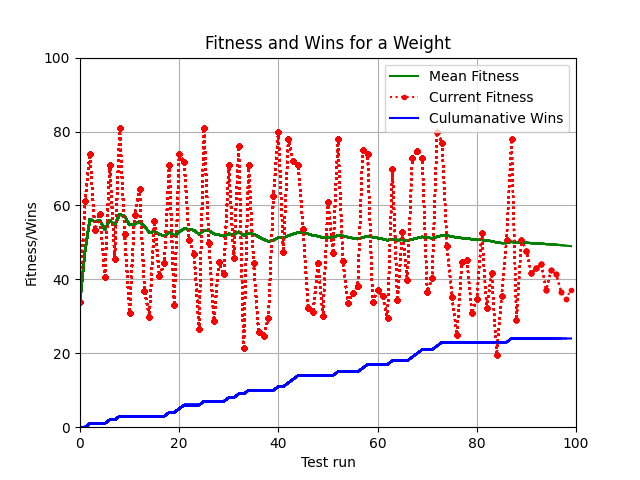 Fitness and Wins for a Weight
100
80
60
40
20
0
Fitness/Wins
Mean Fitness
Current Fitness
Culumanative Wins
0 20 40 60 80 100
Test run